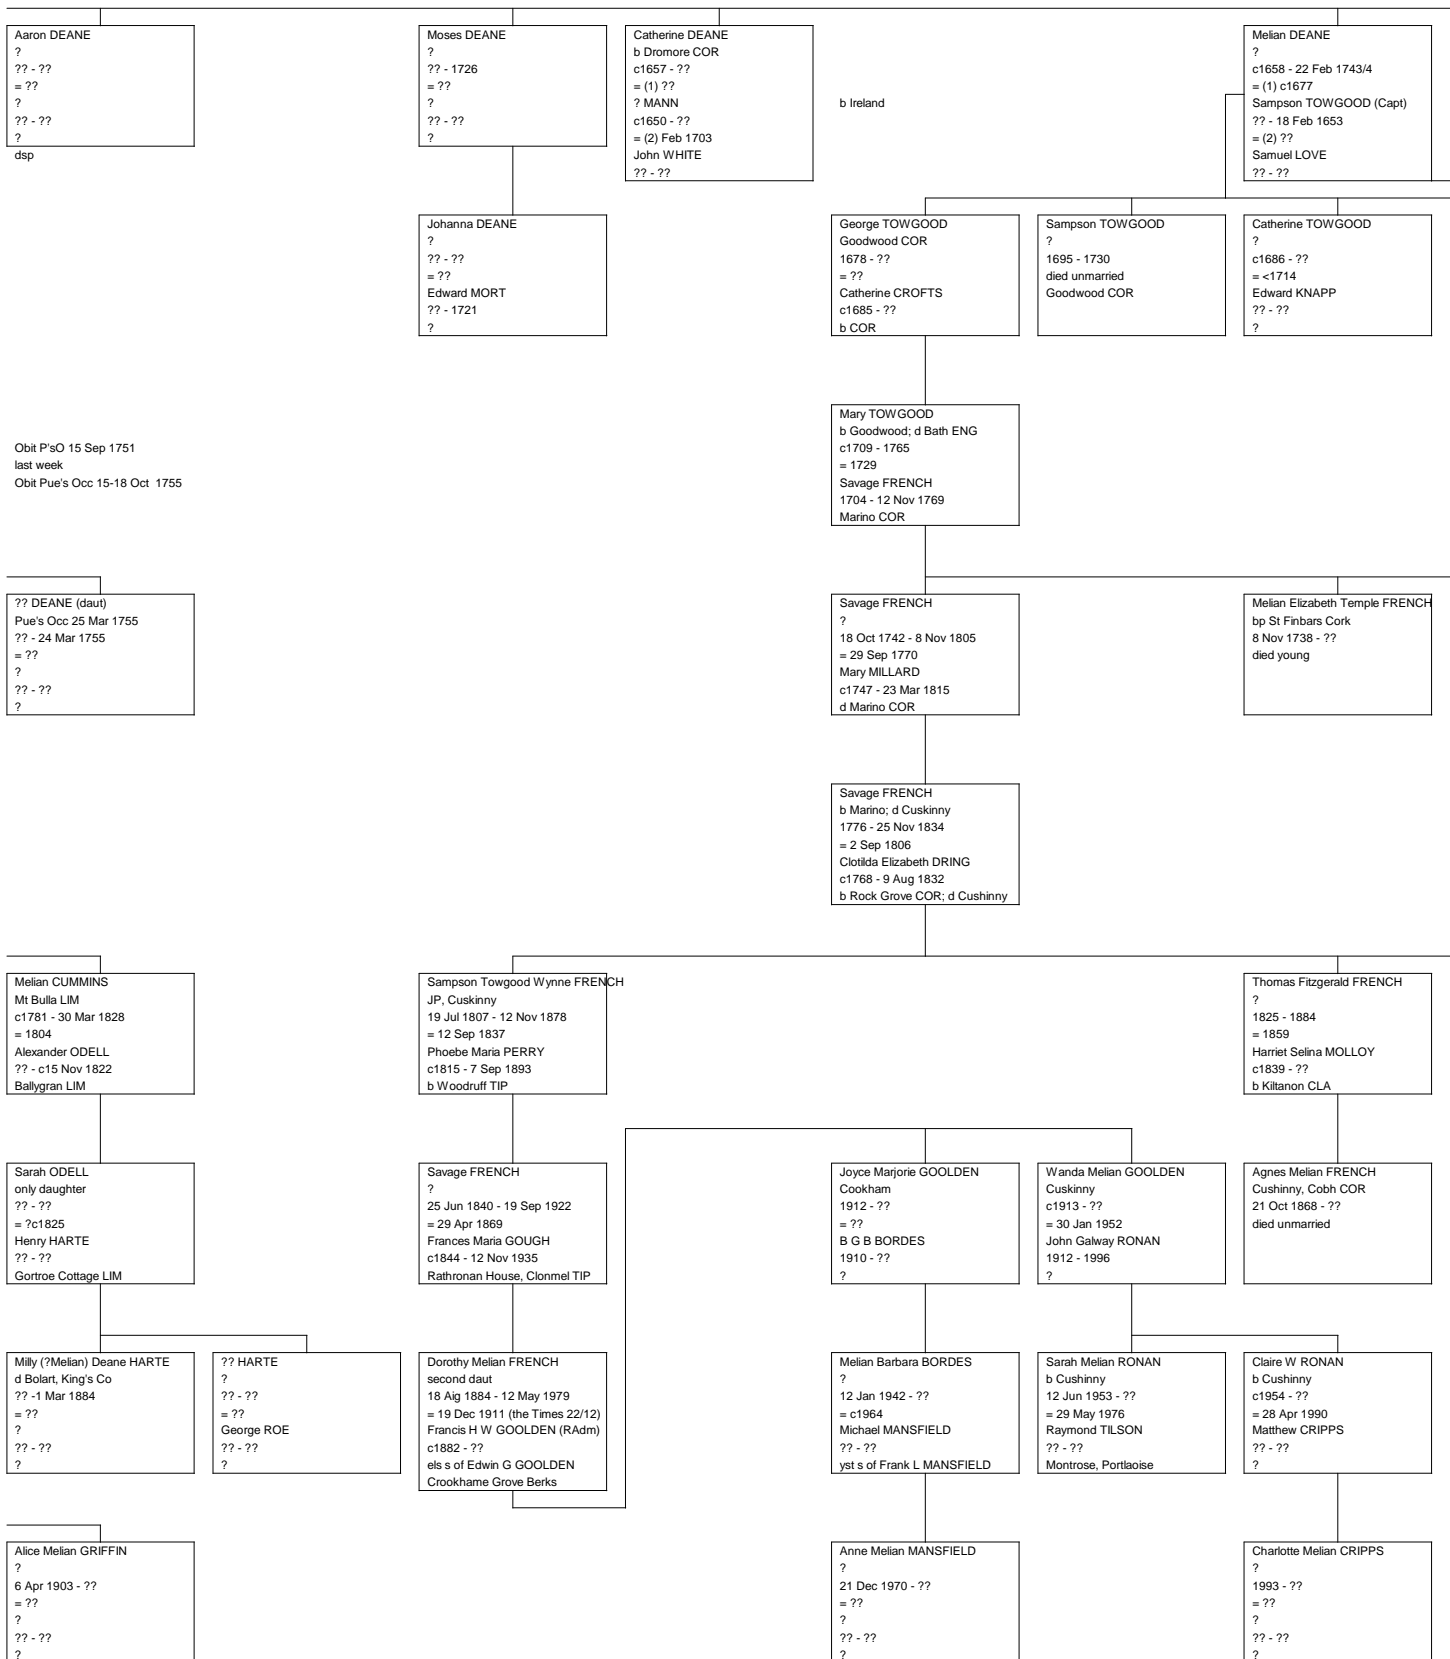 Aaron DEANE
?
?? - ??
= ??
?
?? - ??
?
dsp
Moses DEANE
?
?? - 1726
= ??
?
?? - ??
?
Catherine DEANE
b Dromore COR
c1657 - ??
= (1) ??
? MANN
c1650 - ??
= (2) Feb 1703
John WHITE
?? - ??
b Ireland
Melian DEANE
?
c1658 - 22 Feb 1743/4
= (1) c1677
Sampson TOWGOOD (Capt)
?? - 18 Feb 1653
= (2) ??
Samuel LOVE
?? - ??
Johanna DEANE
?
?? - ??
= ??
Edward MORT
?? - 1721
?
George TOWGOOD
Goodwood COR
1678 - ??
= ??
Catherine CROFTS
c1685 - ??
b COR
Sampson TOWGOOD
?
1695 - 1730
died unmarried
Goodwood COR
Catherine TOWGOOD
?
c1686 - ??
= <1714
Edward KNAPP
?? - ??
?
Obit P'sO 15 Sep 1751
last week
Obit Pue's Occ 15-18 Oct  1755
Mary TOWGOOD
b Goodwood; d Bath ENG
c1709 - 1765
= 1729
Savage FRENCH
1704 - 12 Nov 1769
Marino COR
?? DEANE (daut)
Pue's Occ 25 Mar 1755
?? - 24 Mar 1755
= ??
?
?? - ??
?
Savage FRENCH
?
18 Oct 1742 - 8 Nov 1805
= 29 Sep 1770
Mary MILLARD
c1747 - 23 Mar 1815
d Marino COR
Melian Elizabeth Temple FRENCH
bp St Finbars Cork
8 Nov 1738 - ??
died young
Savage FRENCH
b Marino; d Cuskinny
1776 - 25 Nov 1834
= 2 Sep 1806
Clotilda Elizabeth DRING
c1768 - 9 Aug 1832
b Rock Grove COR; d Cushinny
Melian CUMMINS
Mt Bulla LIM
c1781 - 30 Mar 1828
= 1804
Alexander ODELL
?? - c15 Nov 1822
Ballygran LIM
Sampson Towgood Wynne FRENCH
JP, Cuskinny
19 Jul 1807 - 12 Nov 1878
= 12 Sep 1837
Phoebe Maria PERRY
c1815 - 7 Sep 1893
b Woodruff TIP
Thomas Fitzgerald FRENCH
?
1825 - 1884
= 1859
Harriet Selina MOLLOY
c1839 - ??
b Kiltanon CLA
Sarah ODELL
only daughter
?? - ??
= ?c1825
Henry HARTE
?? - ??
Gortroe Cottage LIM
Savage FRENCH
?
25 Jun 1840 - 19 Sep 1922
= 29 Apr 1869
Frances Maria GOUGH
c1844 - 12 Nov 1935
Rathronan House, Clonmel TIP
Joyce Marjorie GOOLDEN
Cookham
1912 - ??
= ??
B G B BORDES
1910 - ??
?
Wanda Melian GOOLDEN
Cuskinny
c1913 - ??
= 30 Jan 1952
John Galway RONAN
1912 - 1996
?
Agnes Melian FRENCH
Cushinny, Cobh COR
21 Oct 1868 - ??
died unmarried
Milly (?Melian) Deane HARTE
d Bolart, King's Co
?? -1 Mar 1884
= ??
?
?? - ??
?
?? HARTE
?
?? - ??
= ??
George ROE
?? - ??
?
Dorothy Melian FRENCH
second daut
18 Aig 1884 - 12 May 1979
= 19 Dec 1911 (the Times 22/12)
Francis H W GOOLDEN (RAdm)
c1882 - ??
els s of Edwin G GOOLDEN
Crookhame Grove Berks
Melian Barbara BORDES
?
12 Jan 1942 - ??
= c1964
Michael MANSFIELD
?? - ??
yst s of Frank L MANSFIELD
Sarah Melian RONAN
b Cushinny
12 Jun 1953 - ??
= 29 May 1976
Raymond TILSON
?? - ??
Montrose, Portlaoise
Claire W RONAN
b Cushinny
c1954 - ??
= 28 Apr 1990
Matthew CRIPPS
?? - ??
?
Alice Melian GRIFFIN
?
6 Apr 1903 - ??
= ??
?
?? - ??
?
Anne Melian MANSFIELD
?
21 Dec 1970 - ??
= ??
?
?? - ??
?
Charlotte Melian CRIPPS
?
1993 - ??
= ??
?
?? - ??
?